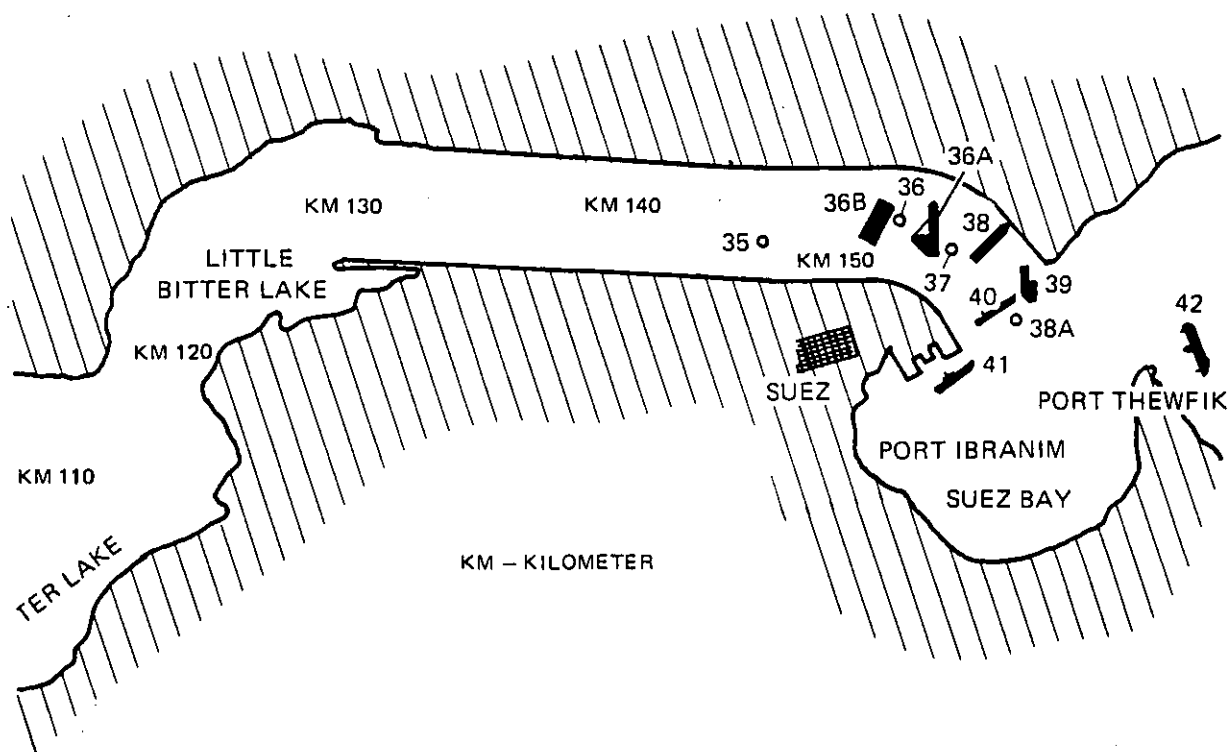 36A
36
36B
KM 130
KM 140
38
35
KM 150
LITTLE
BITTER LAKE
37
39
40
42
38A
KM 120
41
SUEZ
PORT THEWFIK
PORT IBRANIM
KM 110
SUEZ BAY
KM – KILOMETER
TER LAKE